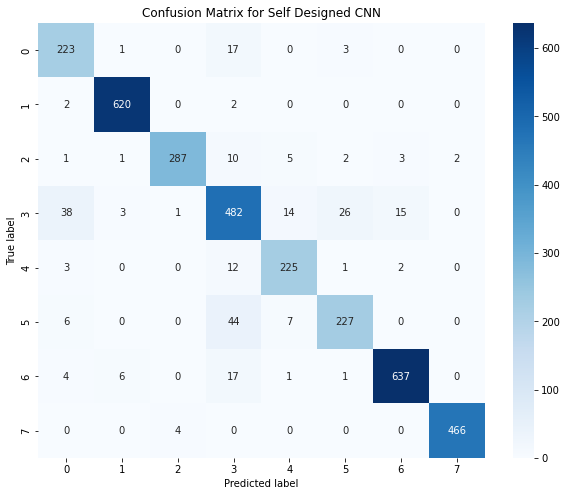 Confusion Matrix for Self Designed CNN
True label
0 223 1 0 17 0 3 0 0
1 2 620 0 2 0 0 0 0
2 1 1 287 10 5 2 3 2
3 38 3 1 482 14 26 15 0
4 3 0 0 12 225 1 2 0
5 6 0 0 44 7 227 0 0
6 4 6 0 17 1 1 637 0
7 0 0 4 0 0 0 0 466
0 1 2 3 4 5 6 7
Predicted label
600
500
400
300
200
100
0